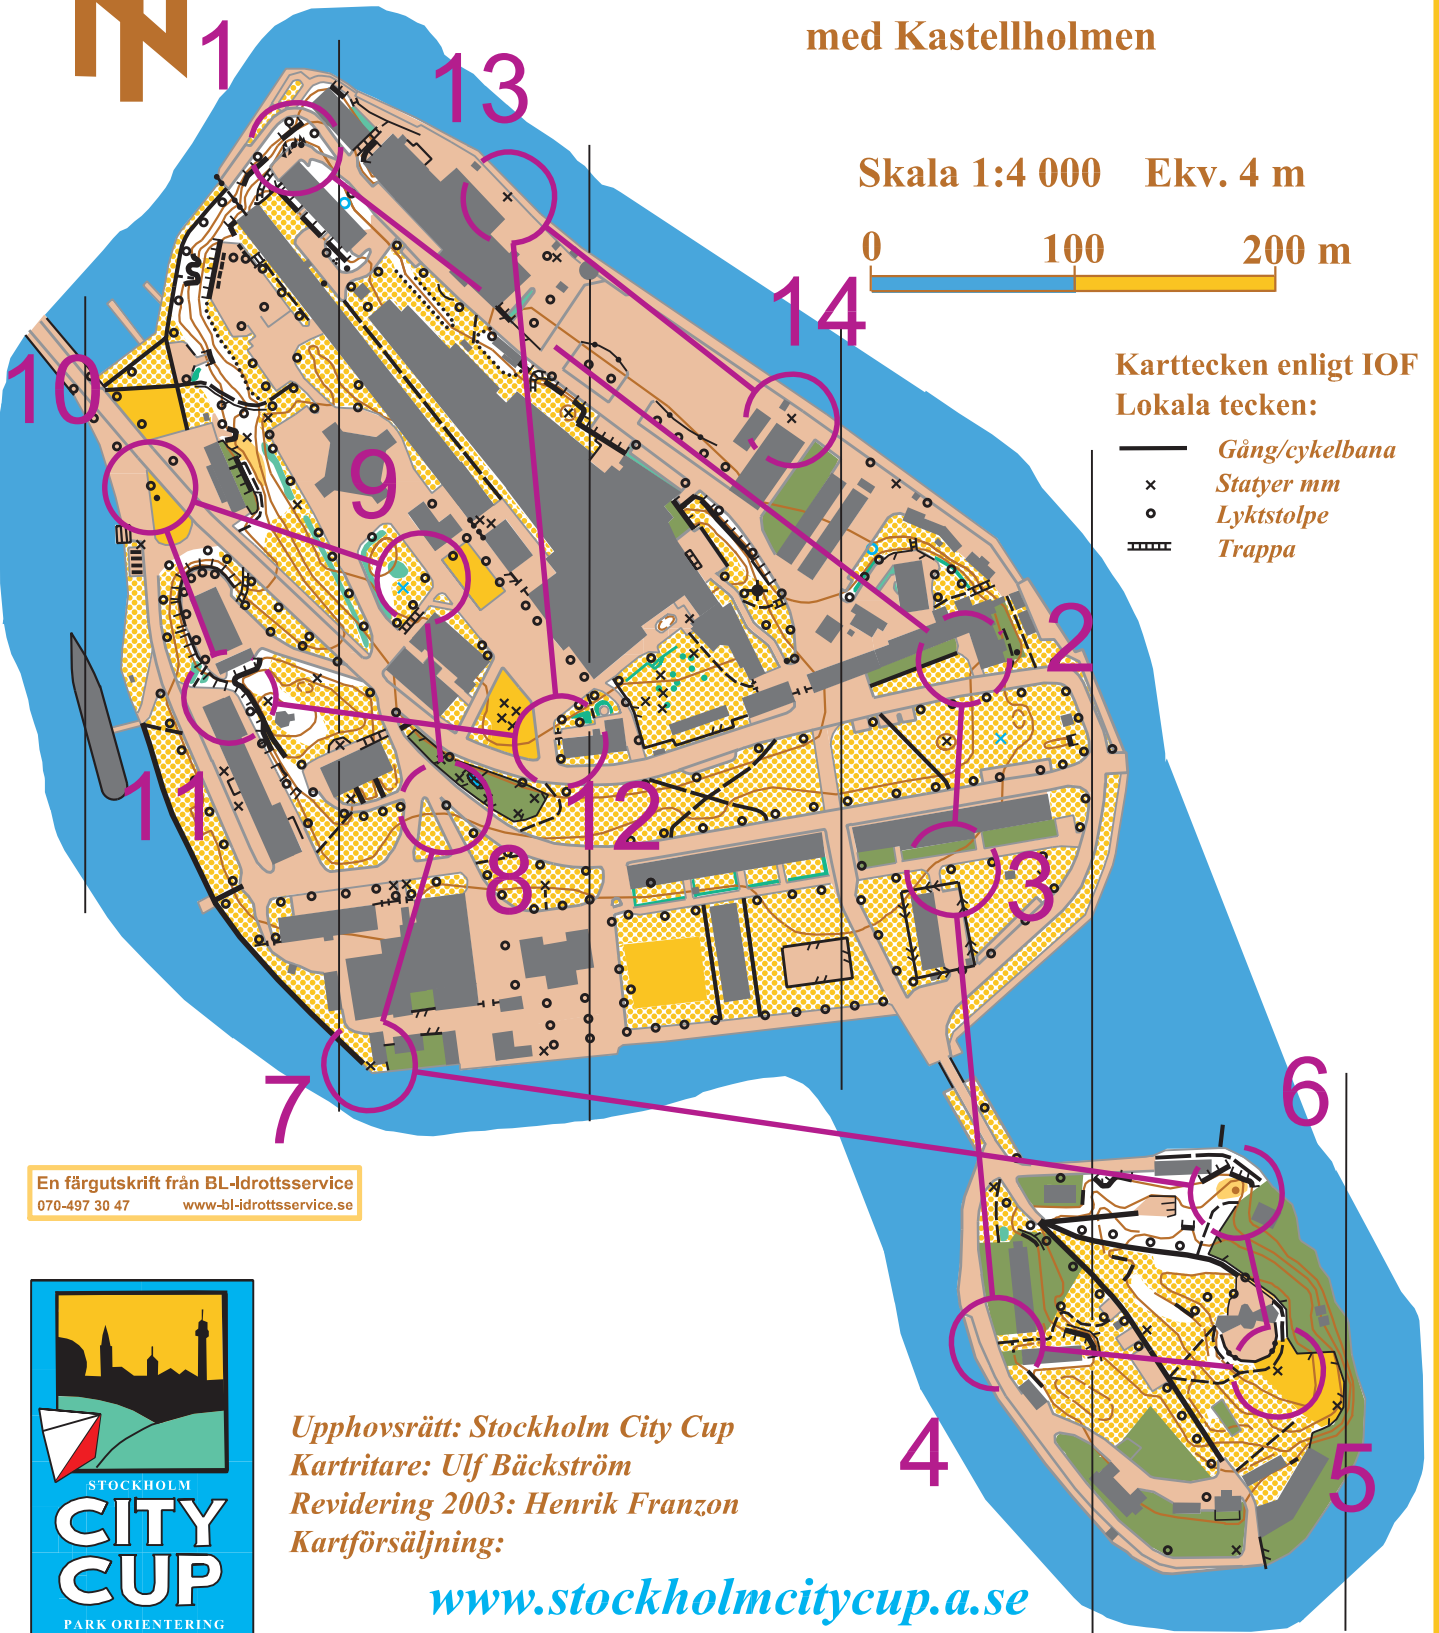 med Kastellholmen
Skala 1:4 000 Ekv. 4 m
0 100 200 m
Karttecken enligt IOF
Lokala tecken:
Gång/cykelbana
Statyer mm
Lyktstolpe
Trappa
1
13
14
10
9
2
11
12
8
3
7
6
4
5
En färgutskrift från BL-Idrottsservice
070-497 30 47 www-bl-idrottsservice.se
STOCKHOLM
CITY
CUP
PARK ORIENTERING
Upphovsrätt: Stockholm City Cup
Kartritare: Ulf Bäckström
Revidering 2003: Henrik Franzon
Kartförsäljning:
www.stockholmcitycup.a.se